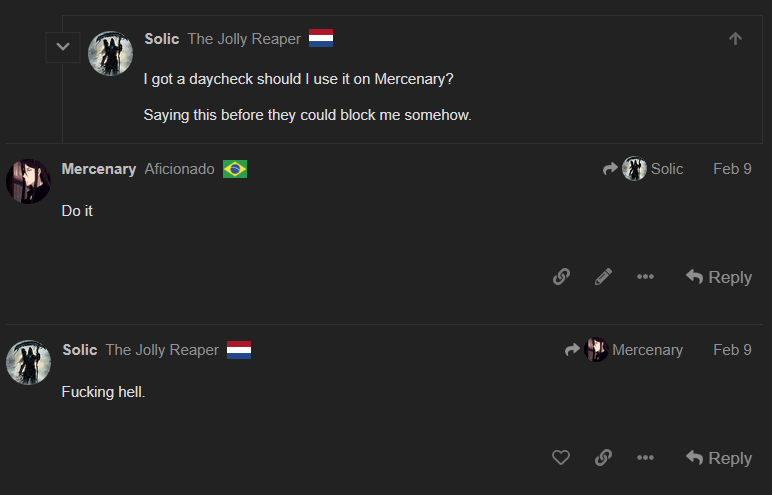 Solic The Jolly Reaper
I got a daycheck should I use it on Mercenary?
Saying this before they could block me somehow.
Mercenary Aficionado Solic Feb 9
Do it
Reply
Solic The Jolly Reaper Mercenary Feb 9
Fucking hell.
Reply